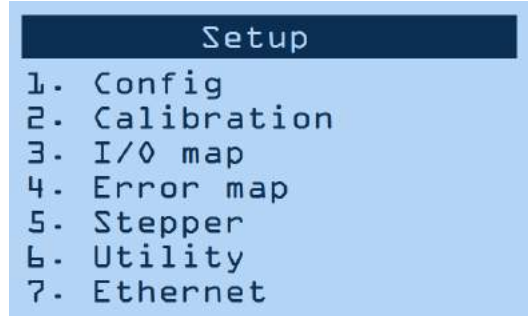 Setup
1. Config
2. Calibration
3. I/O map
4. Error map
5. Stepper
6. Utility
7. Ethernet